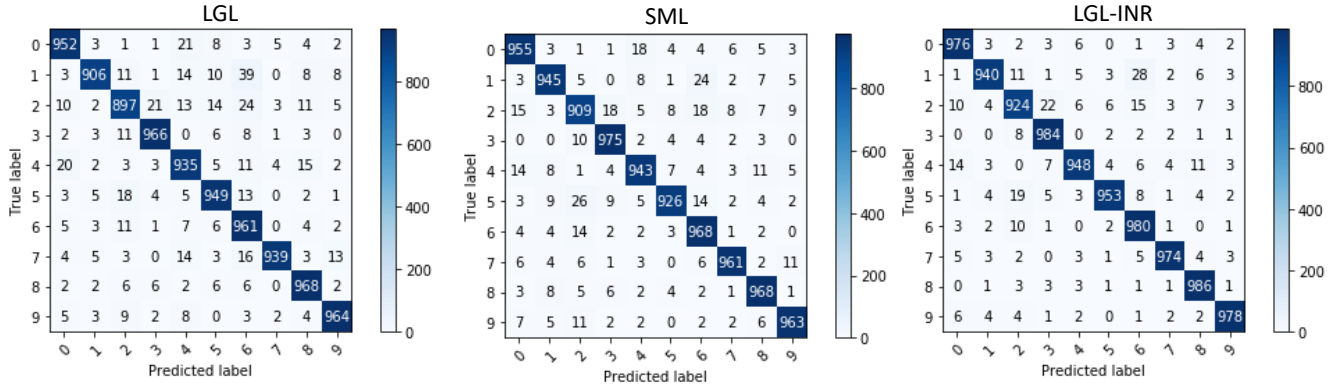 LGL
0 952 3 1 1 21 8 3 5 4 2
1 3 906 11 1 14 10 39 0 8 8
2 10 2 897 21 13 14 24 3 11 5
3 2 3 11 966 0 6 8 1 3 0
4 20 2 3 3 935 5 11 4 15 2
5 3 5 18 4 5 949 13 0 2 1
6 5 3 11 1 7 6 961 0 4 2
7 4 5 3 0 14 3 16 939 3 13
8 2 2 6 6 2 6 6 0 968 2
9 5 3 9 2 8 0 3 2 4 964
0 1 2 3 4 5 6 7 8 9
True label
Predicted label
800
600
400
200
0
SML
0 955 3 1 1 18 4 4 6 5 3
1 3 945 5 0 8 1 24 2 7 5
2 15 3 909 18 5 8 18 8 7 9
3 0 0 10 975 2 4 4 2 3 0
4 14 8 1 4 943 7 4 3 11 5
5 3 9 26 9 5 926 14 2 4 2
6 4 4 14 2 2 3 968 1 2 0
7 6 4 6 1 3 0 6 961 2 11
8 3 8 5 6 2 4 2 1 968 1
9 7 5 11 2 2 0 2 2 6 963
0 1 2 3 4 5 6 7 8 9
True label
Predicted label
800
600
400
200
0
LGL-INR
0 976 3 2 3 6 0 1 3 4 2
1 1 940 11 1 5 3 28 2 6 3
2 10 4 924 22 6 6 15 3 7 3
3 0 0 8 984 0 2 2 2 1 1
4 14 3 0 7 948 4 6 4 11 3
5 1 4 19 5 3 953 8 1 4 2
6 3 2 10 1 0 2 980 1 0 1
7 5 3 2 0 3 1 5 974 4 3
8 0 1 3 3 3 1 1 1 986 1
9 6 4 4 1 2 0 1 2 2 978
0 1 2 3 4 5 6 7 8 9
True label
Predicted label
800
600
400
200
0